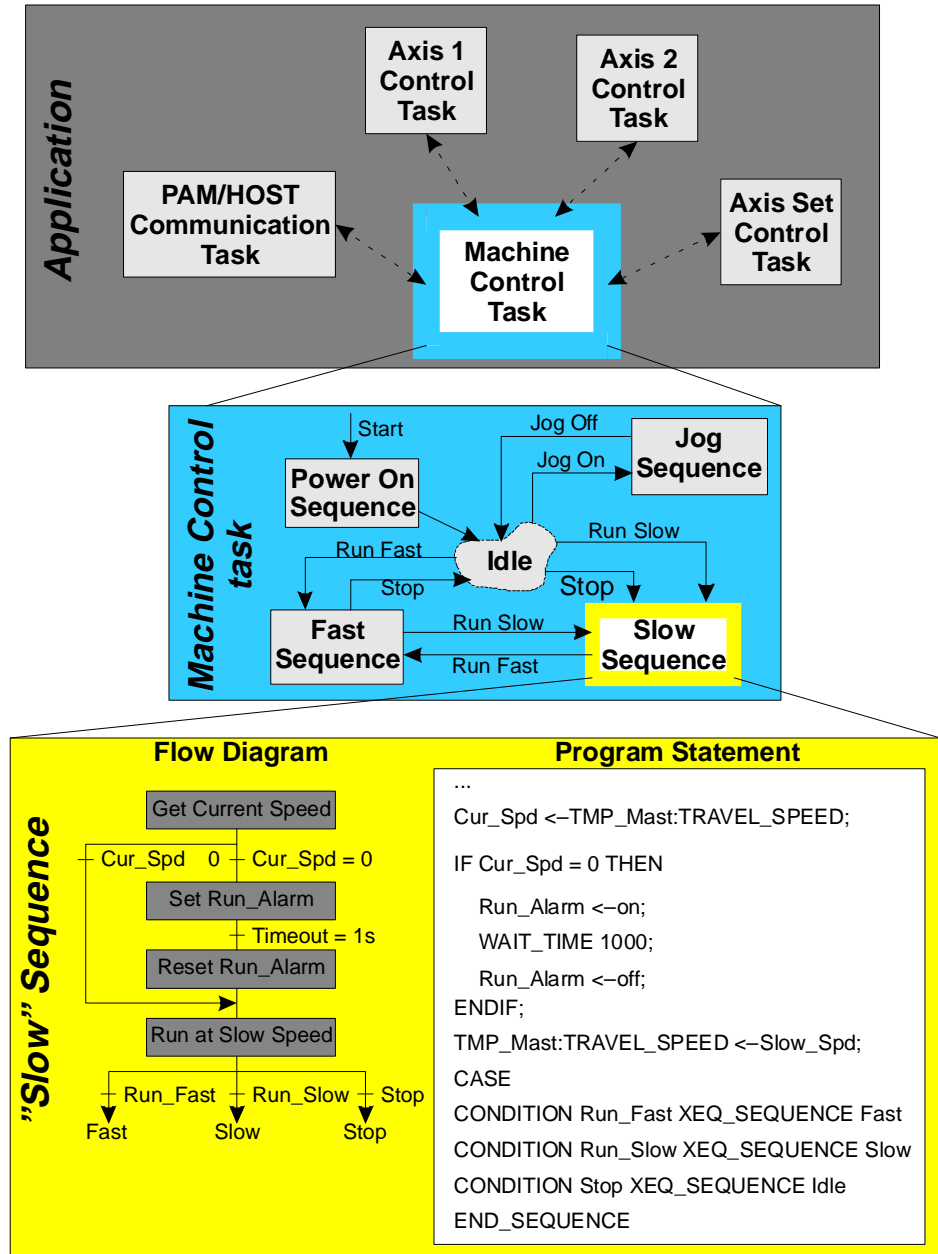 Application
Axis 1
Control
Task
Axis 2
Control
Task
PAM/HOST
Communication
Task
Axis Set
Control
Task
Machine
Control
Task
Machine Control
task
Start
Power On
Sequence
Jog Off
Jog On
Jog
Sequence
Idle
Run Fast
Stop
Run Slow
Stop
Fast
Sequence
Run Slow
Run Fast
Slow
Sequence
"Slow" Sequence
Flow Diagram
Get Current Speed
Cur_Spd 0
Cur_Spd = 0
Set Run_Alarm
Timeout = 1s
Reset Run_Alarm
Run at Slow Speed
Run_Fast
Run_Slow
Stop
Fast
Slow
Stop
Program Statement
...
Cur_Spd <–TMP_Mast:TRAVEL_SPEED;
IF Cur_Spd = 0 THEN
Run_Alarm <–on;
WAIT_TIME 1000;
Run_Alarm <–off;
ENDIF;
TMP_Mast:TRAVEL_SPEED <–Slow_Spd;
CASE
CONDITION Run_Fast XEQ_SEQUENCE Fast
CONDITION Run_Slow XEQ_SEQUENCE Slow
CONDITION Stop XEQ_SEQUENCE Idle
END_SEQUENCE